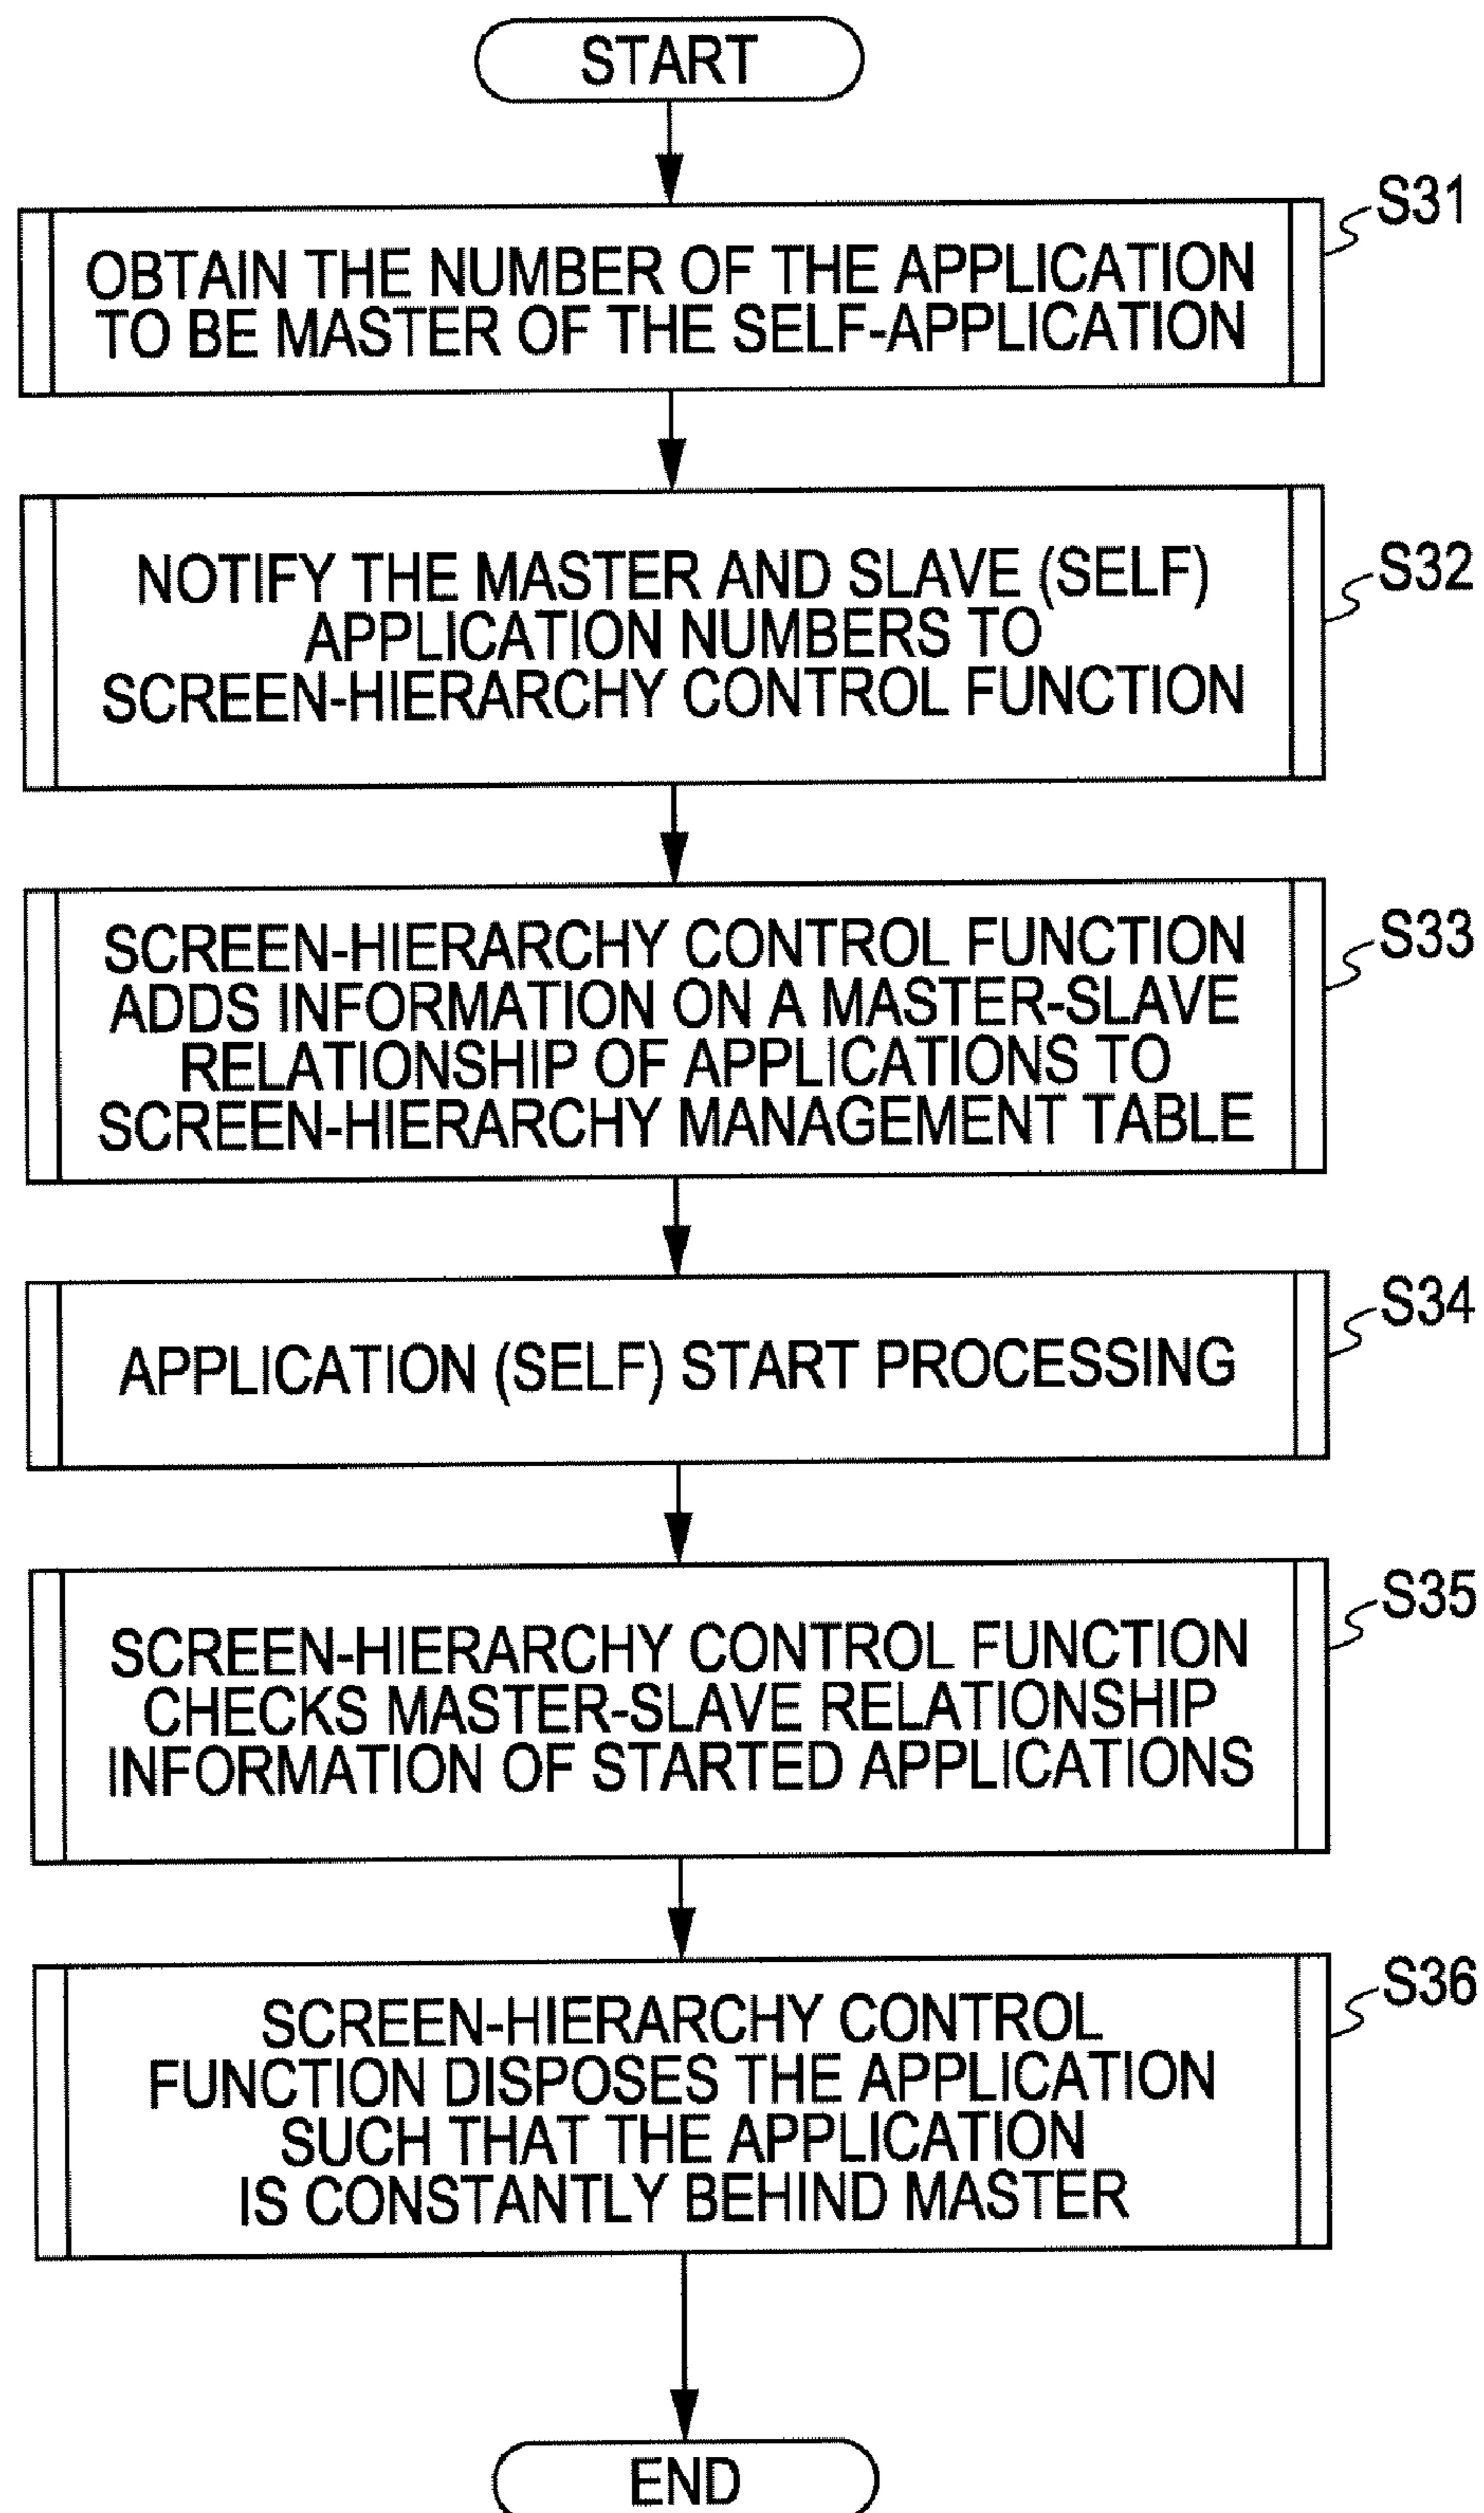 START
S31
OBTAIN THE NUMBER OF THE APPLICATION
TO BE MASTER OF THE SELF-APPLICATION
S32
NOTIFY THE MASTER AND SLAVE (SELF)
APPLICATION NUMBERS TO
SCREEN-HIERARCHY CONTROL FUNCTION
S33
SCREEN-HIERARCHY CONTROL FUNCTION
ADDS INFORMATION ON A MASTER-SLAVE
RELATIONSHIP OF APPLICATIONS TO
SCREEN-HIERARCHY MANAGEMENT TABLE
S34
APPLICATION (SELF) START PROCESSING
S35
SCREEN-HIERARCHY CONTROL FUNCTION
CHECKS MASTER-SLAVE RELATIONSHIP
INFORMATION OF STARTED APPLICATIONS
S36
SCREEN-HIERARCHY CONTROL
FUNCTION DISPOSES THE APPLICATION
SUCH THAT THE APPLICATION
IS CONSTANTLY BEHIND MASTER
END